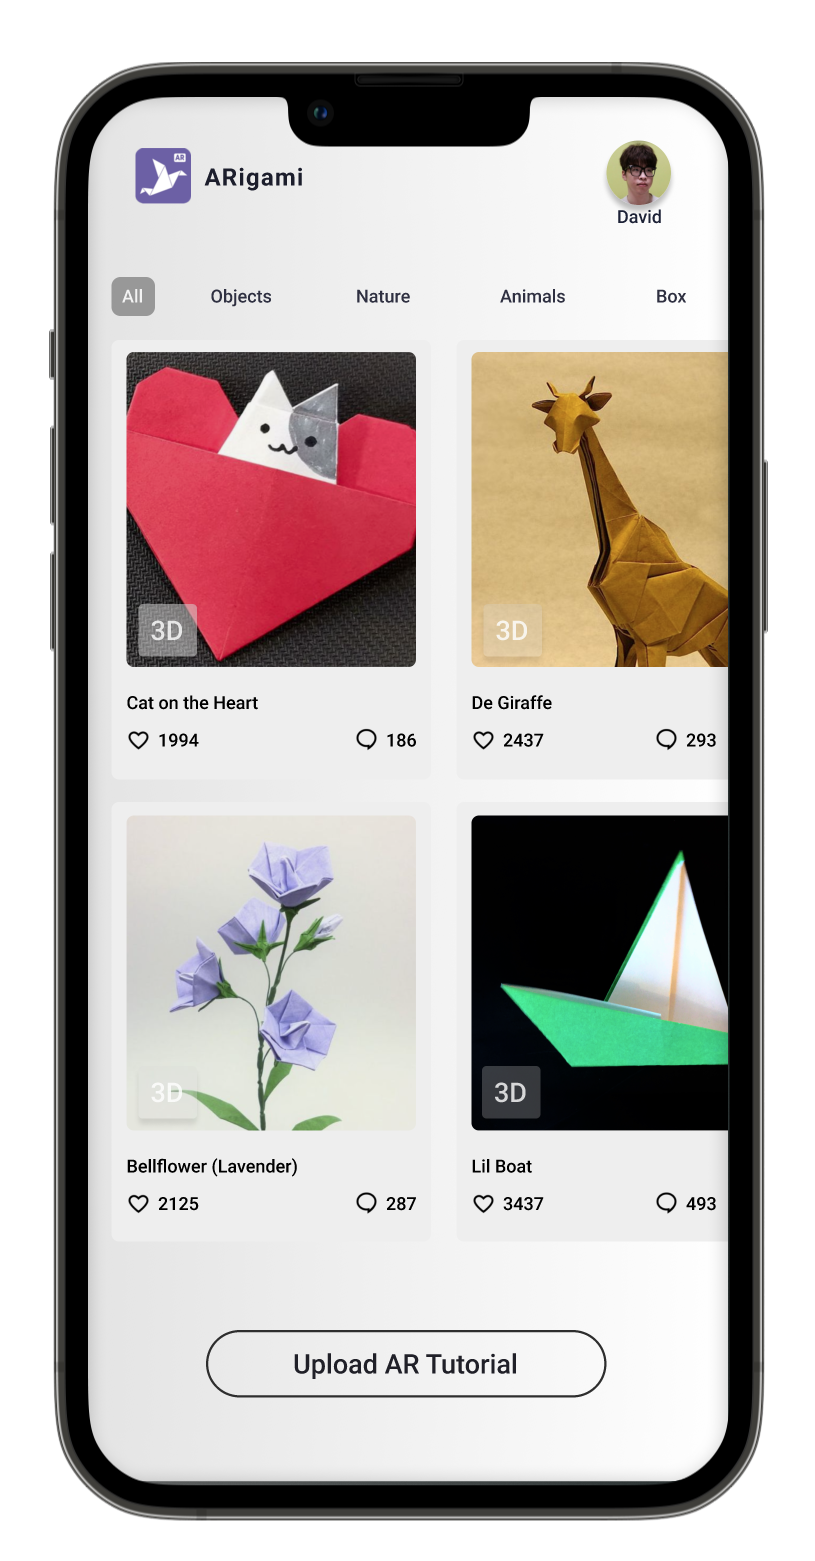 AR
ARigami
David
All Objects Nature Animals Box
3D 3D
Cat on the Heart De Giraffe
1994 186 2437 293
3D 3D
Bellflower (Lavender) Lil Boat
2125 287 3437 493
Upload AR Tutorial